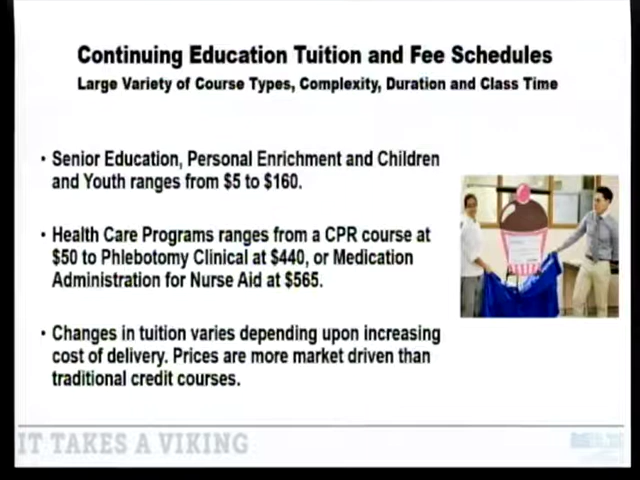 Continuing Education Tuition and Fee Schedules
Large Variety of Course Types, Complexity, Duration and Class Time
• Senior Education, Personal Enrichment and Children
and Youth ranges from $5 to $160.
• Health Care Programs ranges from a CPR course at
$50 to Phlebotomy Clinical at $440, or Medication
Administration for Nurse Aid at $565.
• Changes in tuition varies depending upon increasing
cost of delivery. Prices are more market driven than
traditional credit courses.
IT TAKES A VIKING